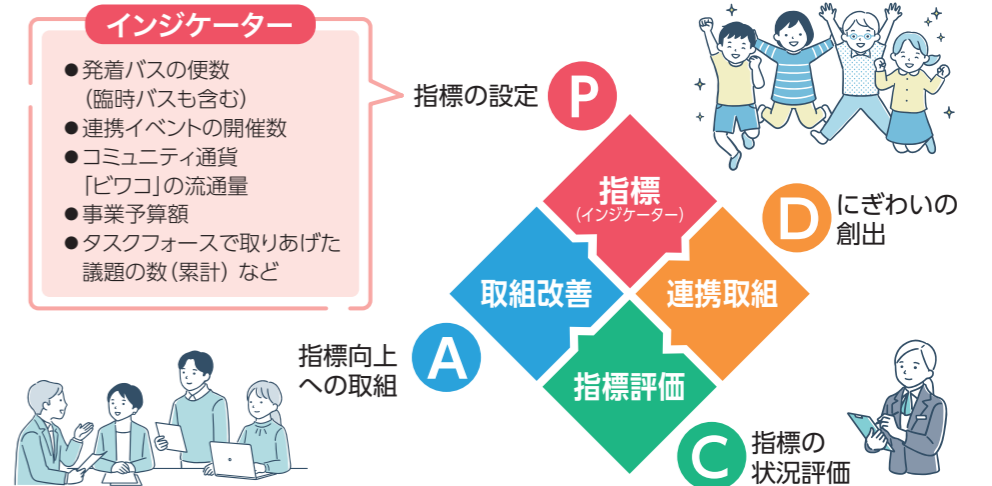 インジケーター
●発着バスの便数
（臨時バスも含む）
●連携イベントの開催数
●コミュニティ通貨
「ビワコ」の流通量
●事業予算額
●タスクフォースで取りあげた
議題の数（累計）など
指標の設定
P
指標
（インジケーター）
D
にぎわいの
創出
取組改善
連携取組
指標向上
への取組
A
指標評価
C
指標の
状況評価